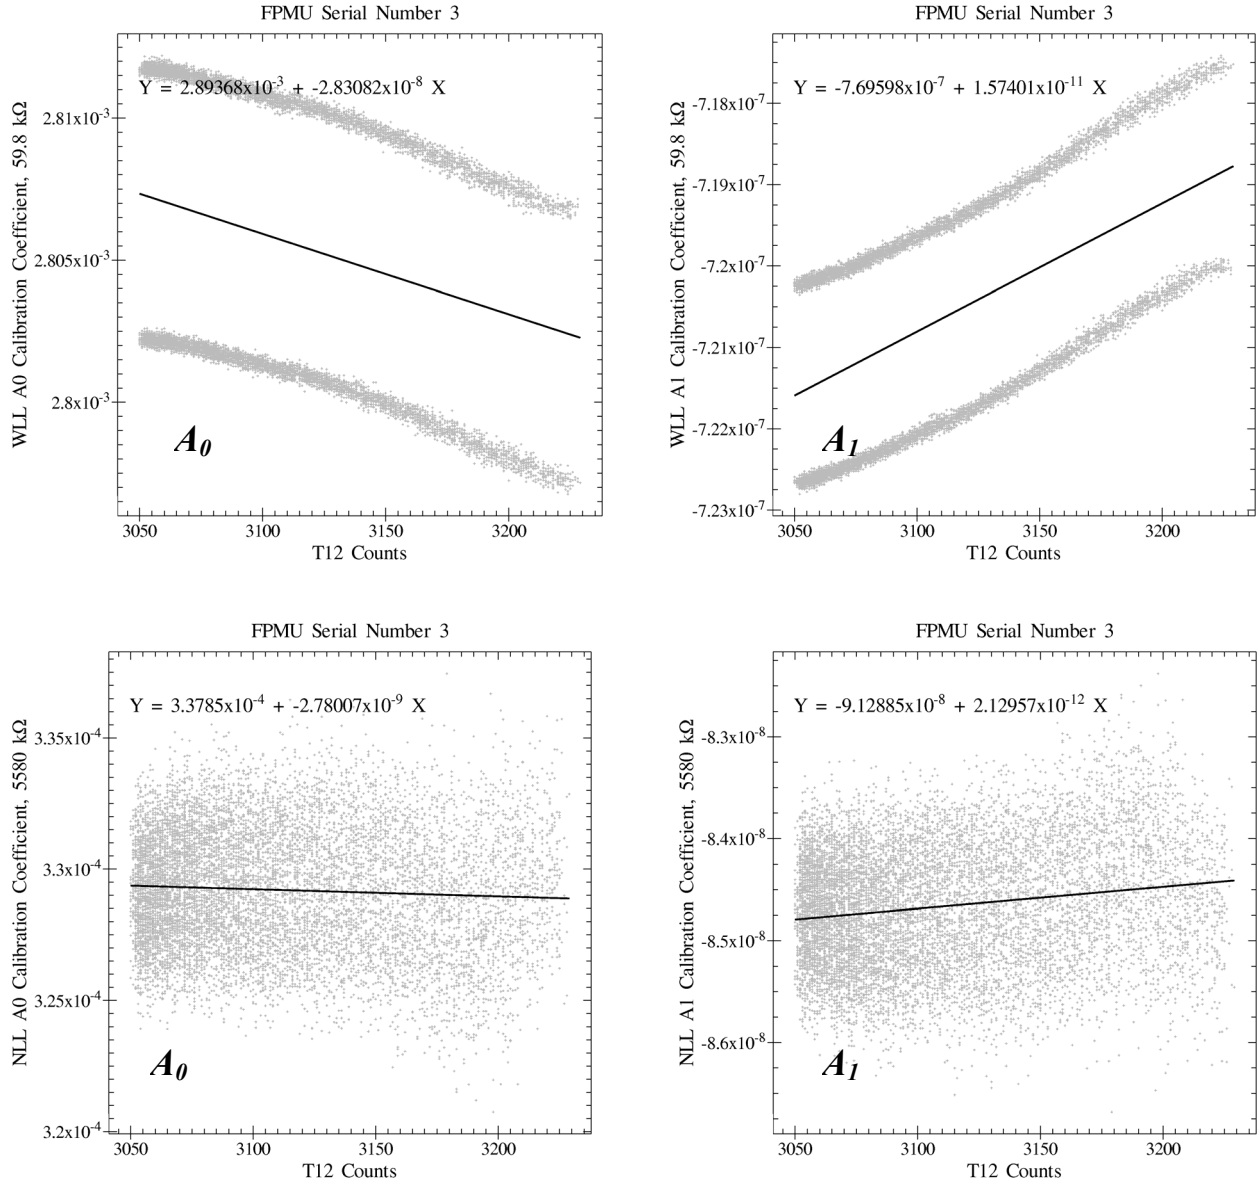 FPMU Serial Number 3
Y = 2.89368x10⁻³ + -2.83082x10⁻⁸ X
WLL A0 Calibration Coefficient, 59.8 kΩ
2.81x10⁻³
2.805x10⁻³
2.8x10⁻³
A₀
3050 3100 3150 3200
T12 Counts
FPMU Serial Number 3
Y = -7.69598x10⁻⁷ + 1.57401x10⁻¹¹ X
WLL A1 Calibration Coefficient, 59.8 kΩ
-7.18x10⁻⁷
-7.19x10⁻⁷
-7.2x10⁻⁷
-7.21x10⁻⁷
-7.22x10⁻⁷
-7.23x10⁻⁷
A₁
3050 3100 3150 3200
T12 Counts
FPMU Serial Number 3
Y = 3.3785x10⁻⁴ + -2.78007x10⁻⁹ X
NLL A0 Calibration Coefficient, 5580 kΩ
3.35x10⁻⁴
3.3x10⁻⁴
3.25x10⁻⁴
3.2x10⁻⁴
A₀
3050 3100 3150 3200
T12 Counts
FPMU Serial Number 3
Y = -9.12885x10⁻⁸ + 2.12957x10⁻¹² X
NLL A1 Calibration Coefficient, 5580 kΩ
-8.3x10⁻⁸
-8.4x10⁻⁸
-8.5x10⁻⁸
-8.6x10⁻⁸
A₁
3050 3100 3150 3200
T12 Counts